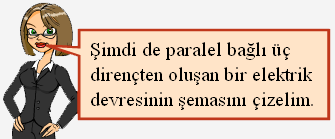 Şimdi de paralel bağlı üç
dirençten oluşan bir elektrik
devresinin şemasını çizelim.